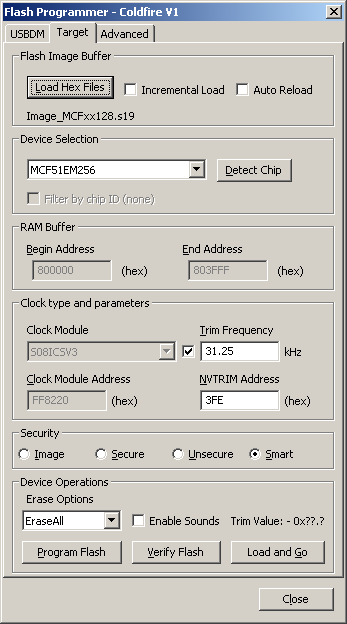 Flash Programmer - Coldfire V1
USBDM Target Advanced
Flash Image Buffer
Load Hex Files Incremental Load Auto Reload
Image_MCFxx128.s19
Device Selection
MCF51EM256 Detect Chip
Filter by chip ID (none)
RAM Buffer
Begin Address End Address
800000 (hex) 803FFF (hex)
Clock type and parameters
Clock Module Trim Frequency
S08ICSV3 31.25 kHz
Clock Module Address NVTRIM Address
FF8220 (hex) 3FE (hex)
Security
Image Secure Unsecure Smart
Device Operations
Erase Options
EraseAll Enable Sounds Trim Value: - 0x??.?
Program Flash Verify Flash Load and Go
Close